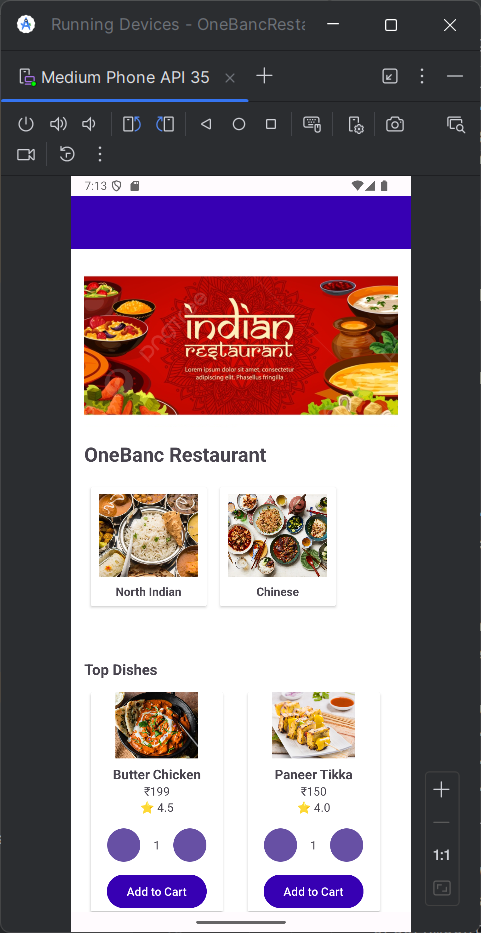 Running Devices - OneBancResta
Medium Phone API 35
7:13
indian
restaurant
Lorem ipsum dolor sit amet, consectetur
adipiscing elit. Phasellus fringilla
OneBanc Restaurant
North Indian
Chinese
Top Dishes
Butter Chicken
₹199
⭐ 4.5
1
Add to Cart
Paneer Tikka
₹150
⭐ 4.0
1
Add to Cart
1:1